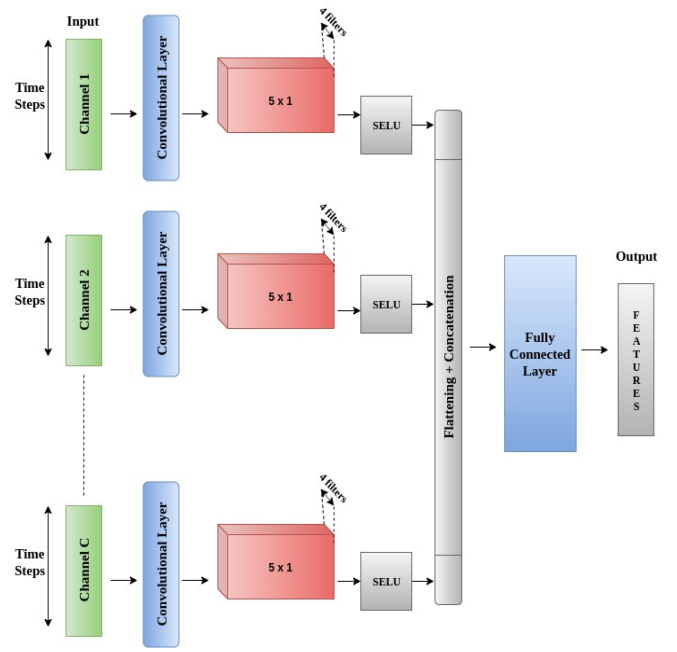 Input
4 filters
Time
Steps
Channel 1
Convolutional Layer
5 x 1
SELU
4 filters
Time
Steps
Channel 2
Convolutional Layer
5 x 1
SELU
Flattening + Concatenation
Fully
Connected
Layer
Output
F
E
A
T
U
R
E
S
4 filters
Time
Steps
Channel C
Convolutional Layer
5 x 1
SELU